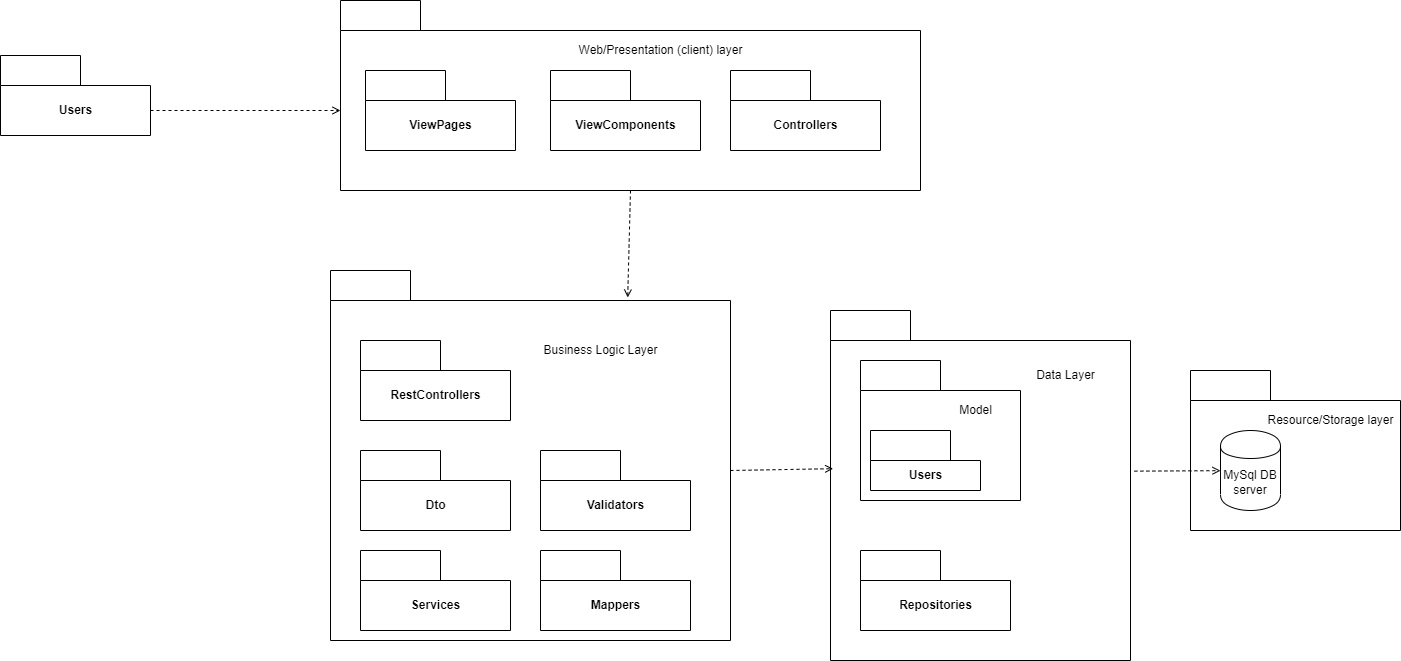 Web/Presentation (client) layer
Users
ViewPages
ViewComponents
Controllers
Business Logic Layer
RestControllers
Dto
Validators
Services
Mappers
Data Layer
Model
Users
Repositories
Resource/Storage layer
MySql DB
server